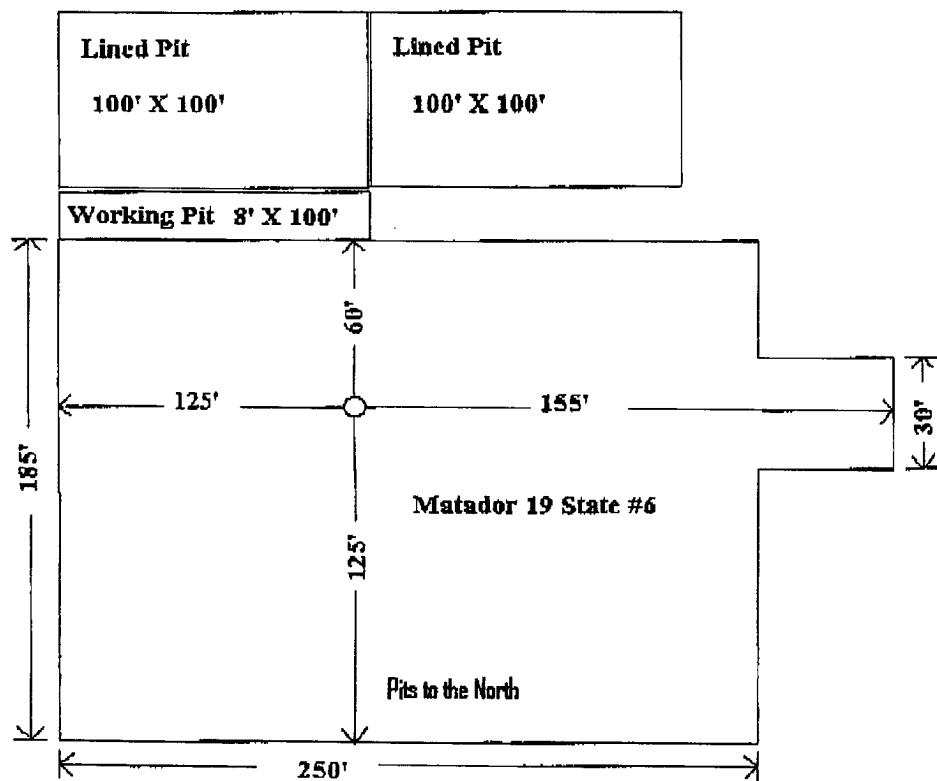 Lined Pit
100' X 100'
Lined Pit
100' X 100'
Working Pit 8' X 100'
60'
125'
155'
30'
185'
Matador 19 State #6
125'
Pits to the North
250'